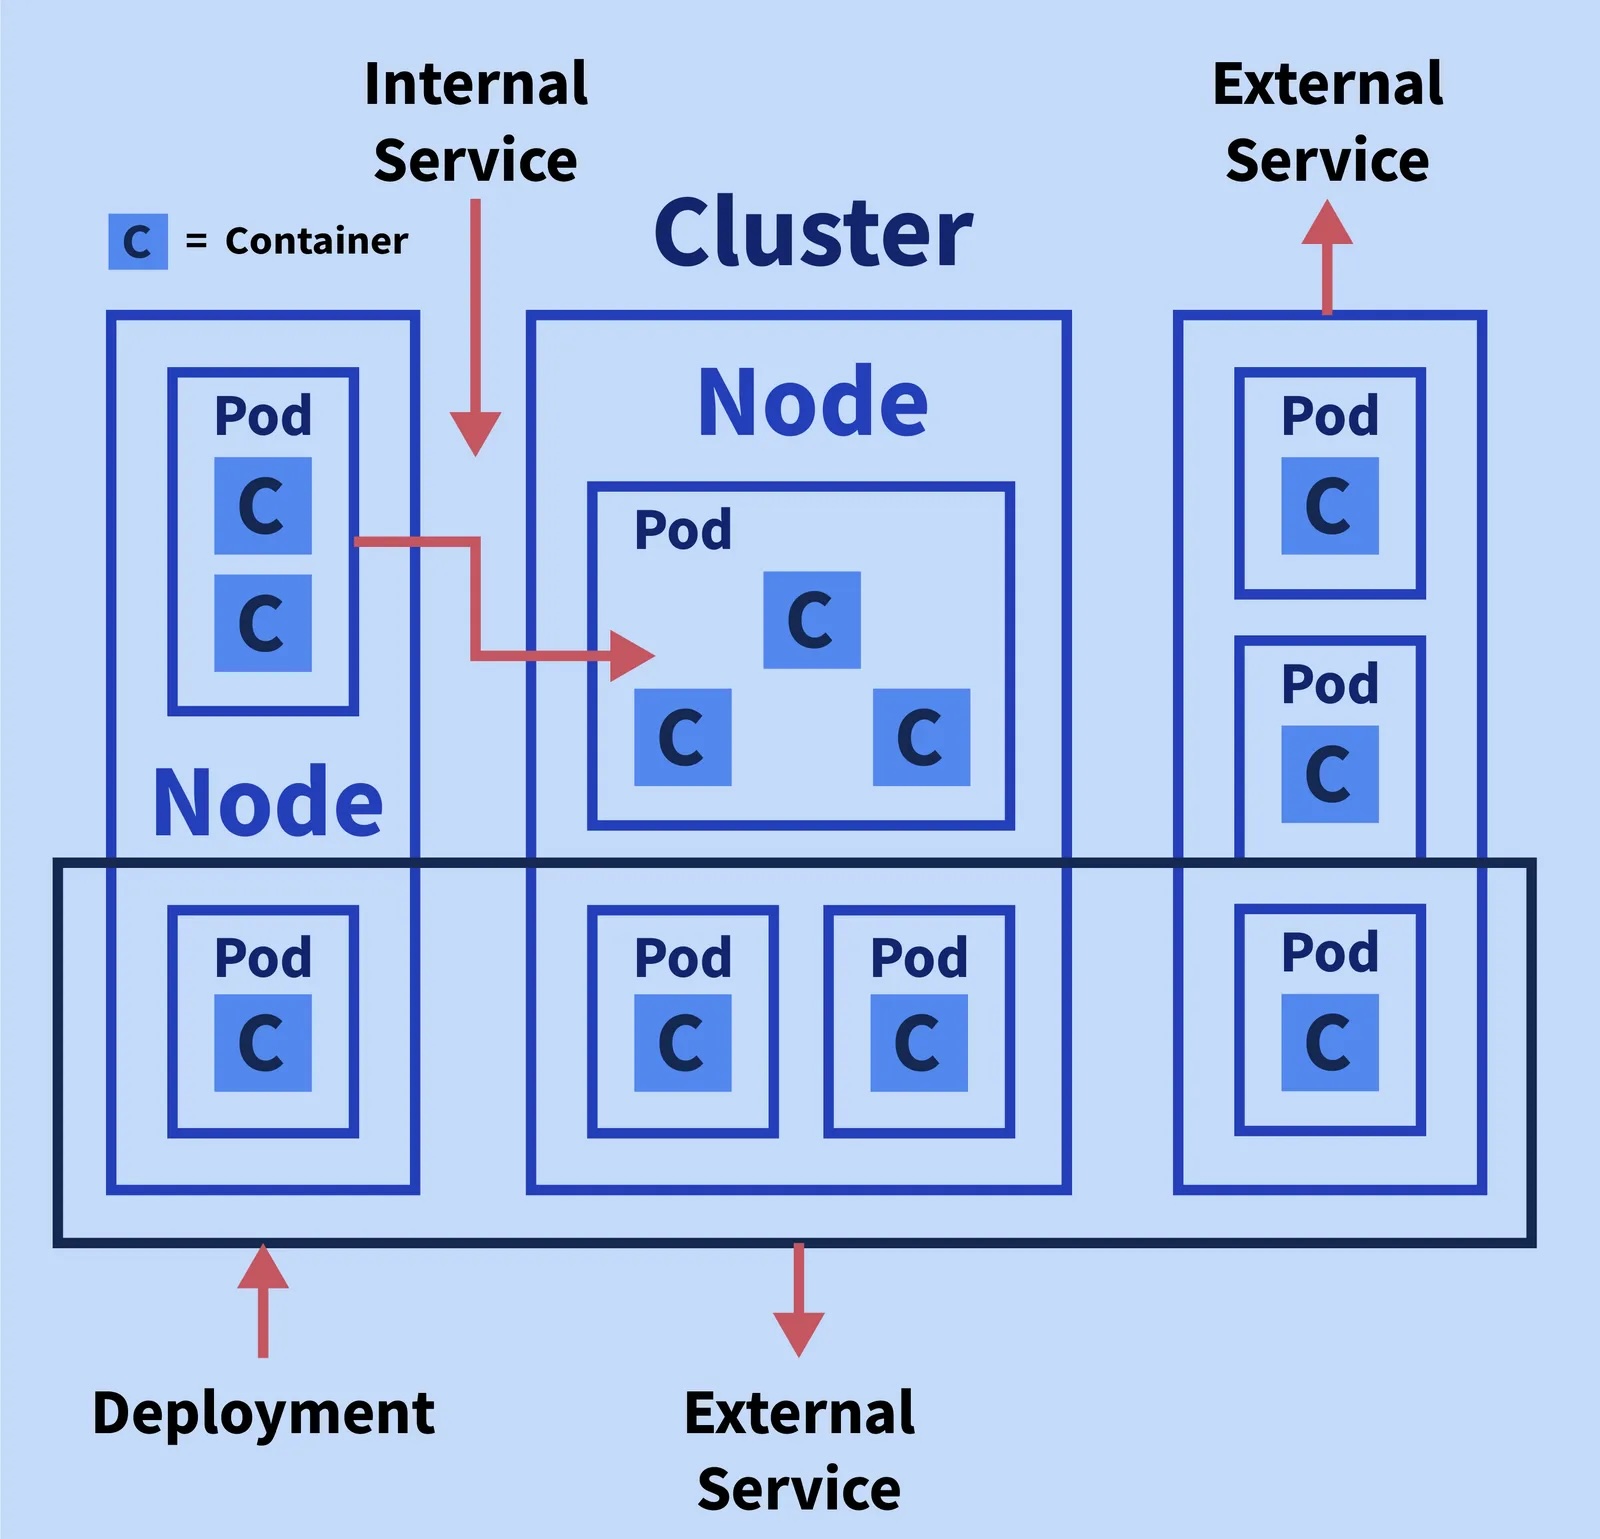 Internal
Service
External
Service
C = Container
Cluster
Pod
C
C
Node
Node
Pod
C
C
C
Pod
C
Pod
C
Pod
C
Pod
C
Pod
C
Pod
C
Deployment
External
Service